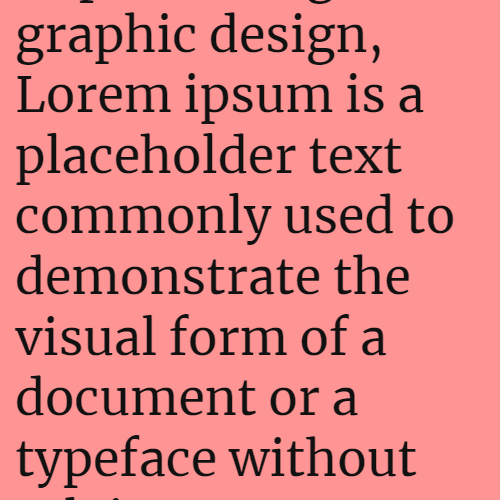 graphic design,
Lorem ipsum is a
placeholder text
commonly used to
demonstrate the
visual form of a
document or a
typeface without